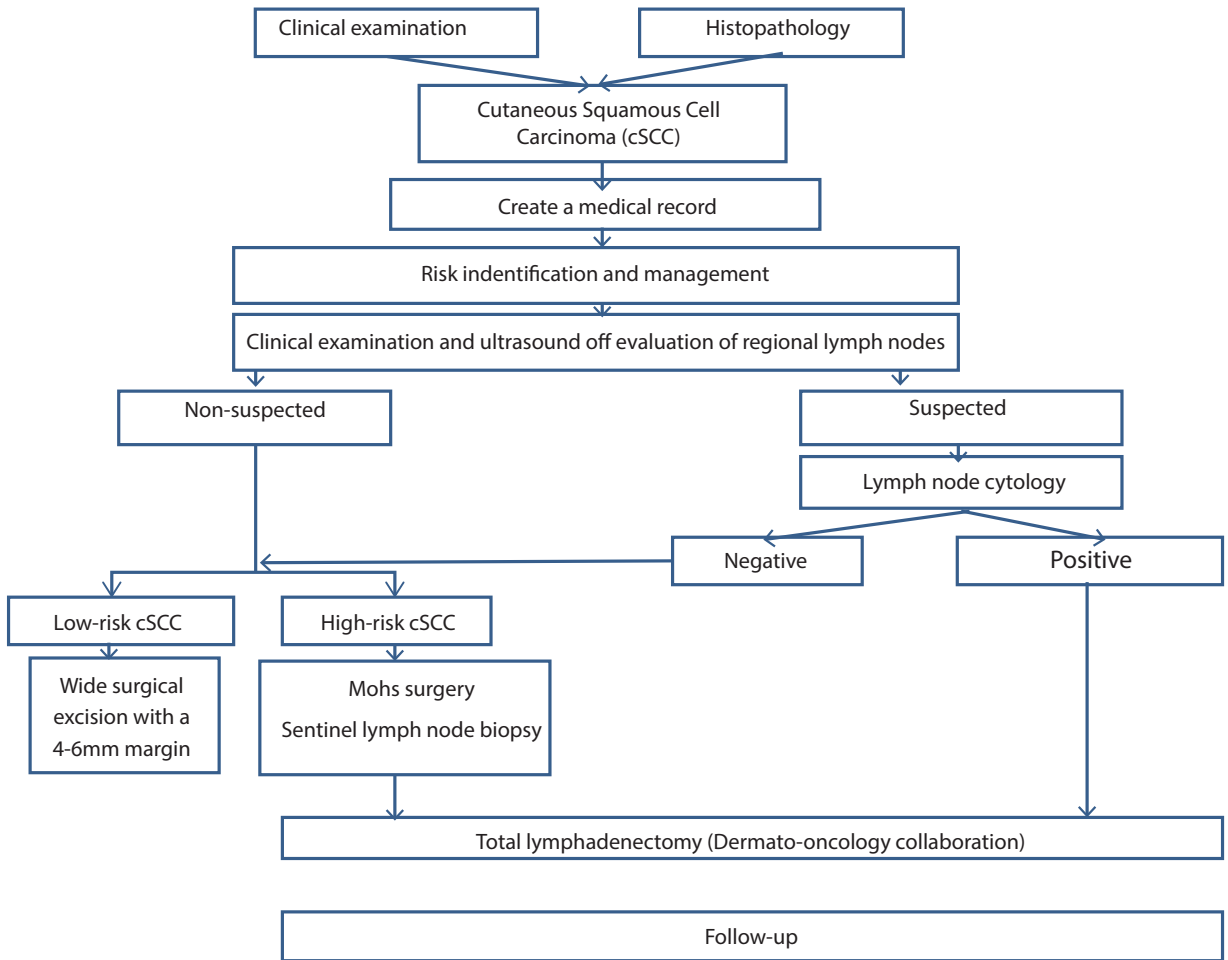 Clinical examination
Histopathology
Cutaneous Squamous Cell
Carcinoma (cSCC)
Create a medical record
Risk indentification and management
Clinical examination and ultrasound off evaluation of regional lymph nodes
Non-suspected
Suspected
Lymph node cytology
Negative
Positive
Low-risk cSCC
High-risk cSCC
Wide surgical
excision with a
4-6mm margin
Mohs surgery
Sentinel lymph node biopsy
Total lymphadenectomy (Dermato-oncology collaboration)
Follow-up